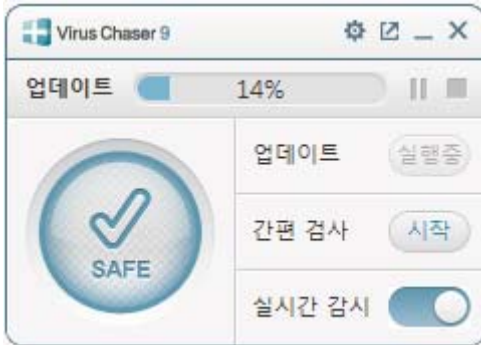 Virus Chaser 9
업데이트 14%
업데이트 실행중
간편 검사 시작
SAFE
실시간 감시